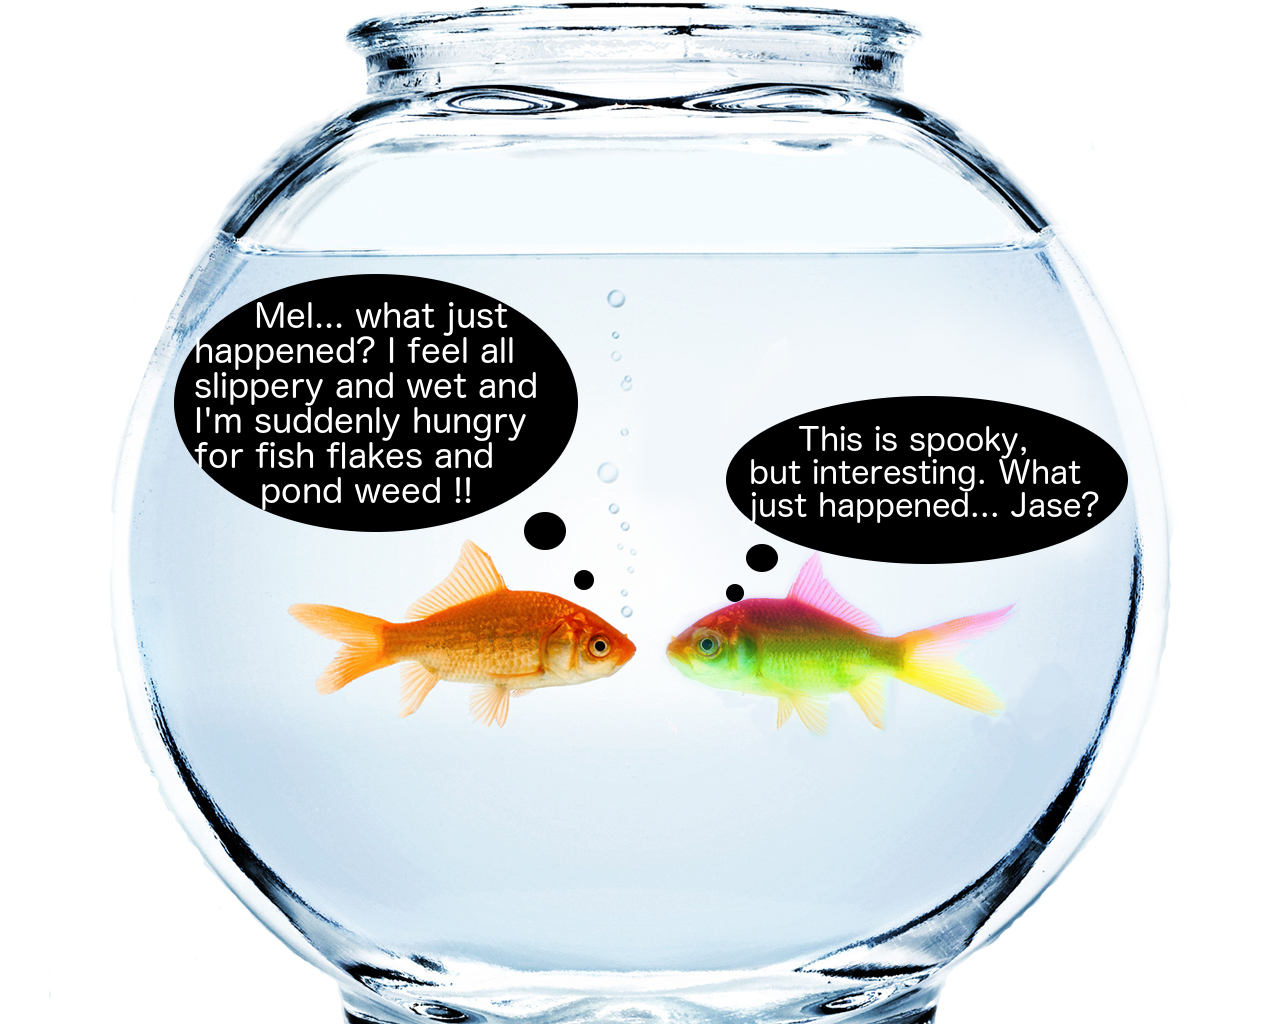 Mel... what just
happened? I feel all
slippery and wet and
I'm suddenly hungry
for fish flakes and
pond weed !!
This is spooky,
but interesting. What
just happened... Jase?